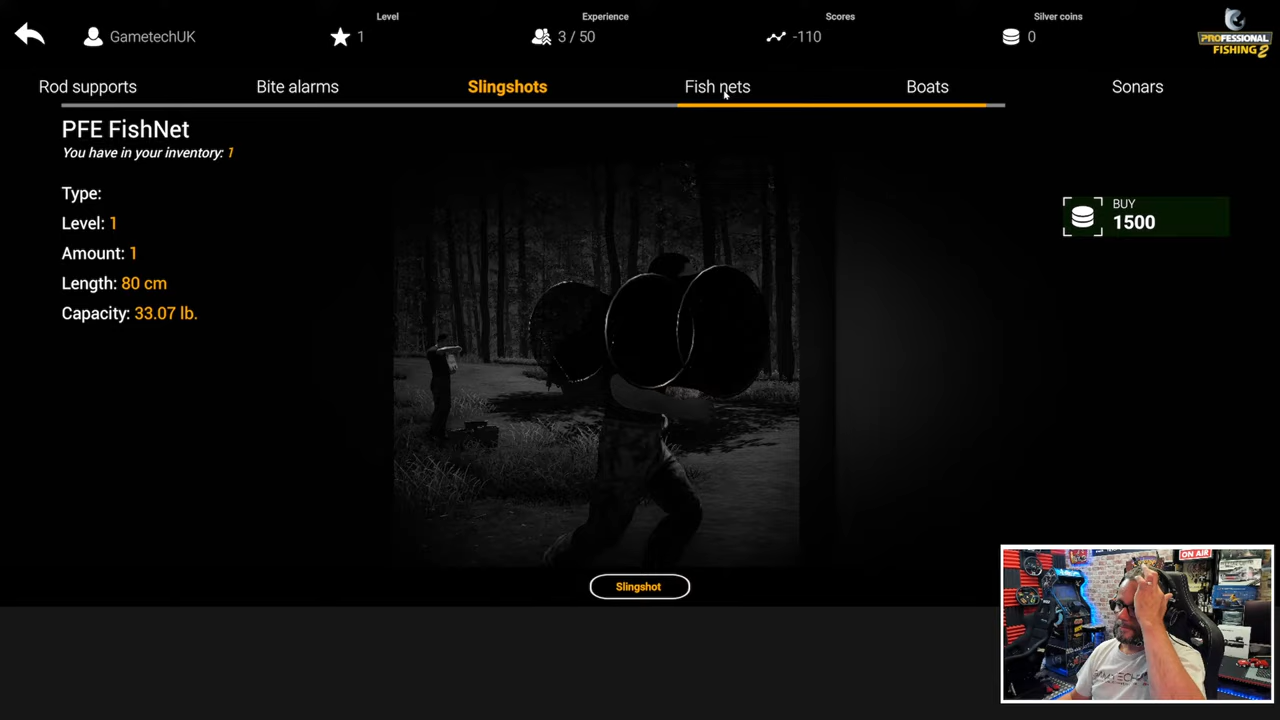 Level
Experience
Scores
Silver coins
GametechUK
1
3 / 50
-110
0
PROFESSIONAL
FISHING 2
Rod supports
Bite alarms
Slingshots
Fish nets
Boats
Sonars
PFE FishNet
You have in your inventory: 1
Type:
Level: 1
Amount: 1
Length: 80 cm
Capacity: 33.07 lb.
BUY
1500
Slingshot
ON AIR